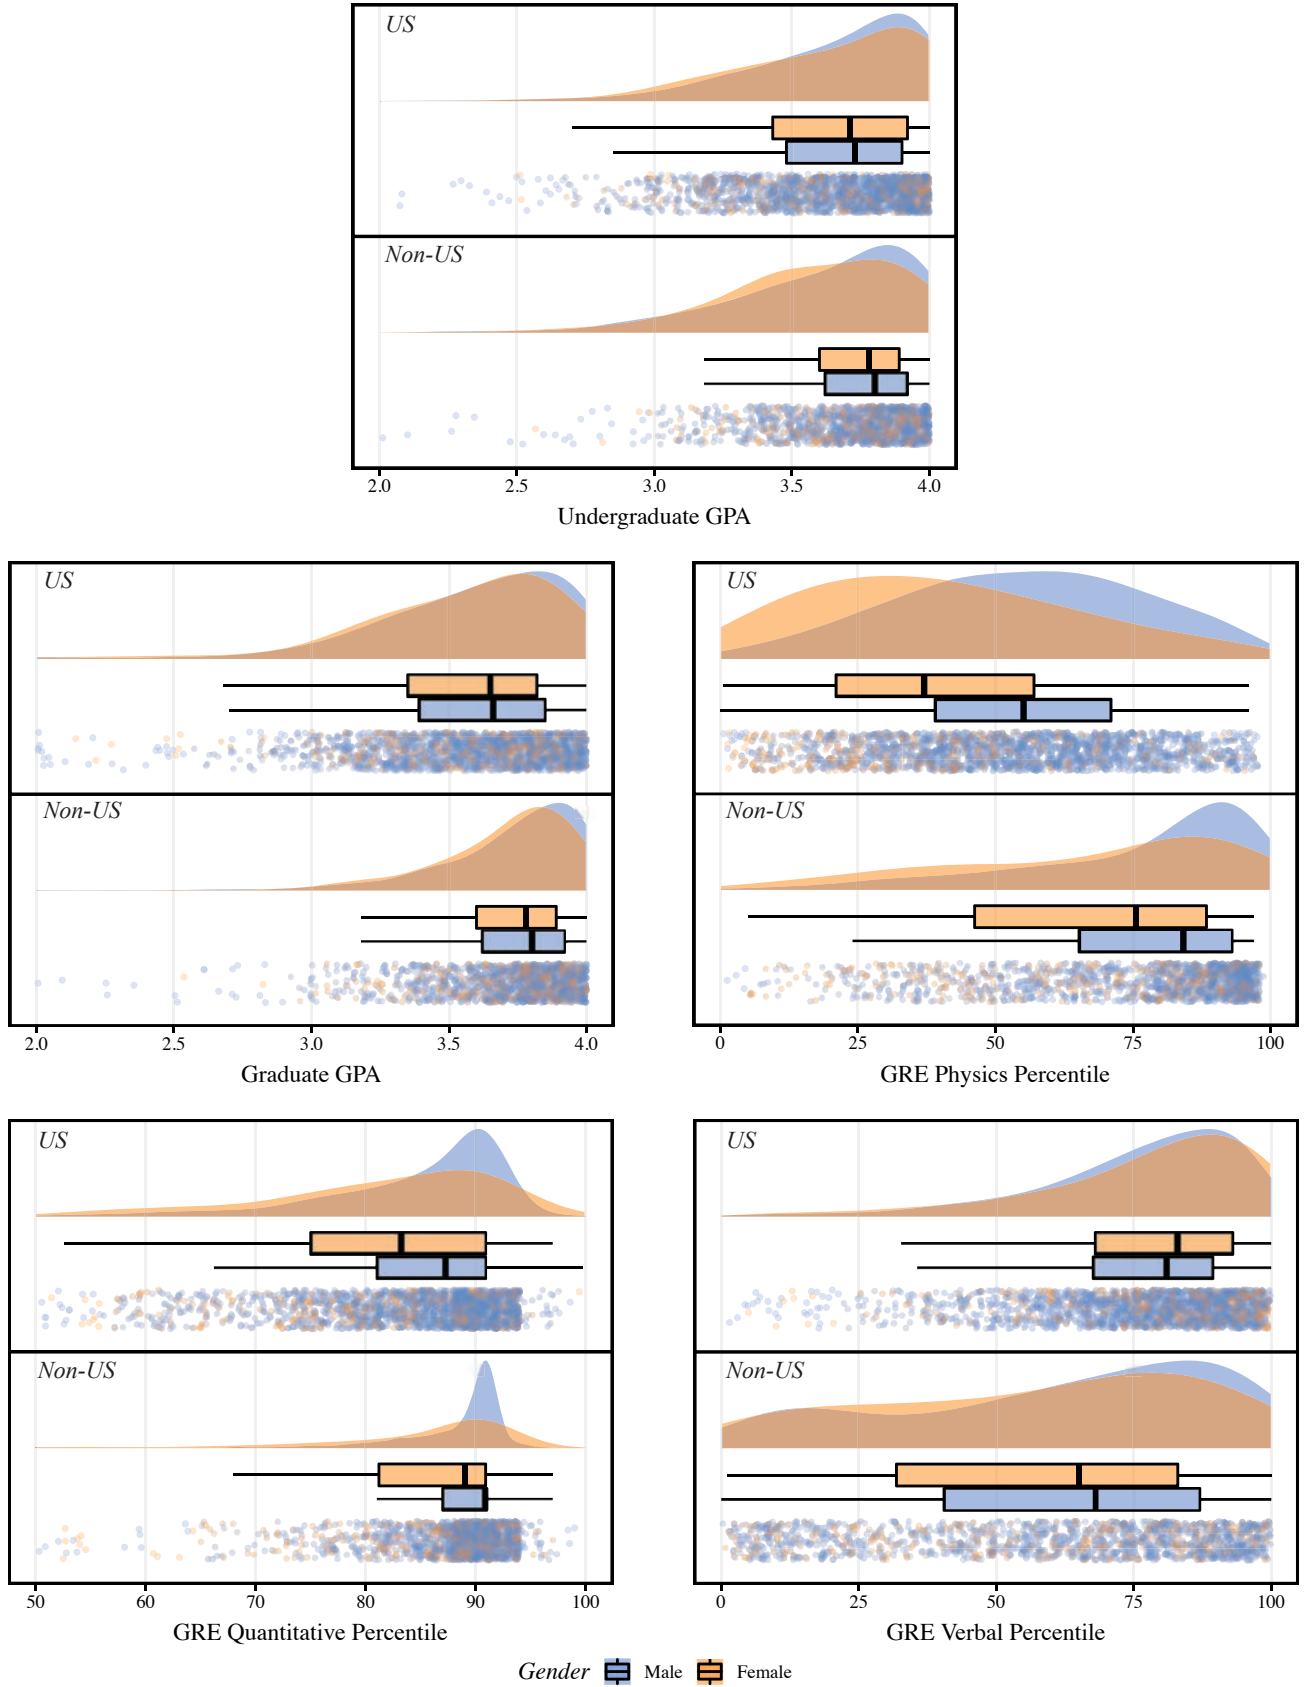 US
Non-US
2.0 2.5 3.0 3.5 4.0
Undergraduate GPA
US
Non-US
2.0 2.5 3.0 3.5 4.0
Graduate GPA
US
Non-US
0 25 50 75 100
GRE Physics Percentile
US
Non-US
50 60 70 80 90 100
GRE Quantitative Percentile
US
Non-US
0 25 50 75 100
GRE Verbal Percentile
Gender Male Female